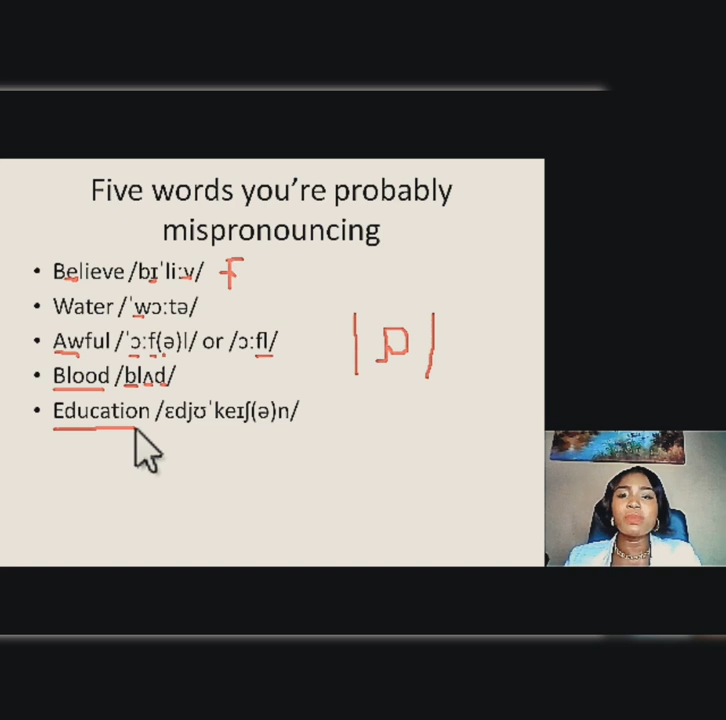 Five words you're probably
mispronouncing
• Believe /bɪˈliːv/ f
• Water /ˈwɔːtə/
• Awful /ˈɔːf(ə)l/ or /ɔːfl/
|ɒ|
• Blood /blʌd/
• Education /ɛdjʊˈkeɪʃ(ə)n/